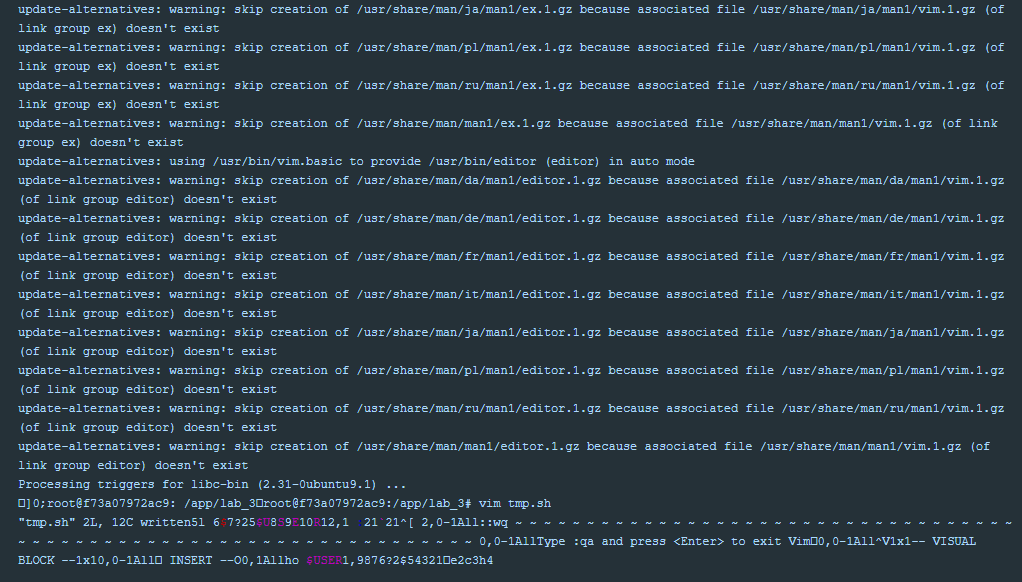 update-alternatives: warning: skip creation of /usr/share/man/ja/man1/ex.1.gz because associated file /usr/share/man/ja/man1/vim.1.gz (of
link group ex) doesn't exist
update-alternatives: warning: skip creation of /usr/share/man/pl/man1/ex.1.gz because associated file /usr/share/man/pl/man1/vim.1.gz (of
link group ex) doesn't exist
update-alternatives: warning: skip creation of /usr/share/man/ru/man1/ex.1.gz because associated file /usr/share/man/ru/man1/vim.1.gz (of
link group ex) doesn't exist
update-alternatives: warning: skip creation of /usr/share/man/man1/ex.1.gz because associated file /usr/share/man/man1/vim.1.gz (of link
group ex) doesn't exist
update-alternatives: using /usr/bin/vim.basic to provide /usr/bin/editor (editor) in auto mode
update-alternatives: warning: skip creation of /usr/share/man/da/man1/editor.1.gz because associated file /usr/share/man/da/man1/vim.1.gz
(of link group editor) doesn't exist
update-alternatives: warning: skip creation of /usr/share/man/de/man1/editor.1.gz because associated file /usr/share/man/de/man1/vim.1.gz
(of link group editor) doesn't exist
update-alternatives: warning: skip creation of /usr/share/man/fr/man1/editor.1.gz because associated file /usr/share/man/fr/man1/vim.1.gz
(of link group editor) doesn't exist
update-alternatives: warning: skip creation of /usr/share/man/it/man1/editor.1.gz because associated file /usr/share/man/it/man1/vim.1.gz
(of link group editor) doesn't exist
update-alternatives: warning: skip creation of /usr/share/man/ja/man1/editor.1.gz because associated file /usr/share/man/ja/man1/vim.1.gz
(of link group editor) doesn't exist
update-alternatives: warning: skip creation of /usr/share/man/pl/man1/editor.1.gz because associated file /usr/share/man/pl/man1/vim.1.gz
(of link group editor) doesn't exist
update-alternatives: warning: skip creation of /usr/share/man/ru/man1/editor.1.gz because associated file /usr/share/man/ru/man1/vim.1.gz
(of link group editor) doesn't exist
update-alternatives: warning: skip creation of /usr/share/man/man1/editor.1.gz because associated file /usr/share/man/man1/vim.1.gz (of
link group editor) doesn't exist
Processing triggers for libc-bin (2.31-0ubuntu9.1) ...
□]0;root@f73a07972ac9: /app/lab_3□root@f73a07972ac9:/app/lab_3# vim tmp.sh
"tmp.sh" 2L, 12C written5l 2,0-1All::wq ~ ~ ~ ~ ~ ~ ~ ~ ~ ~ ~ ~ ~ ~ ~ ~ ~ ~ ~ ~ ~ ~ ~ ~ ~ ~ ~ ~ ~ ~ ~ ~ ~ ~ ~
~ ~ ~ ~ ~ ~ ~ ~ ~ ~ ~ ~ ~ ~ ~ ~ ~ ~ ~ ~ ~ ~ ~ ~ ~ ~ ~ ~ ~ ~ ~ ~ 0,0-1AllType :qa and press <Enter> to exit Vim□0,0-1All^V1x1-- VISUAL
BLOCK --1x10,0-1All□ INSERT --O0,1Allho $USER1,9876?2$54321□e2c3h4